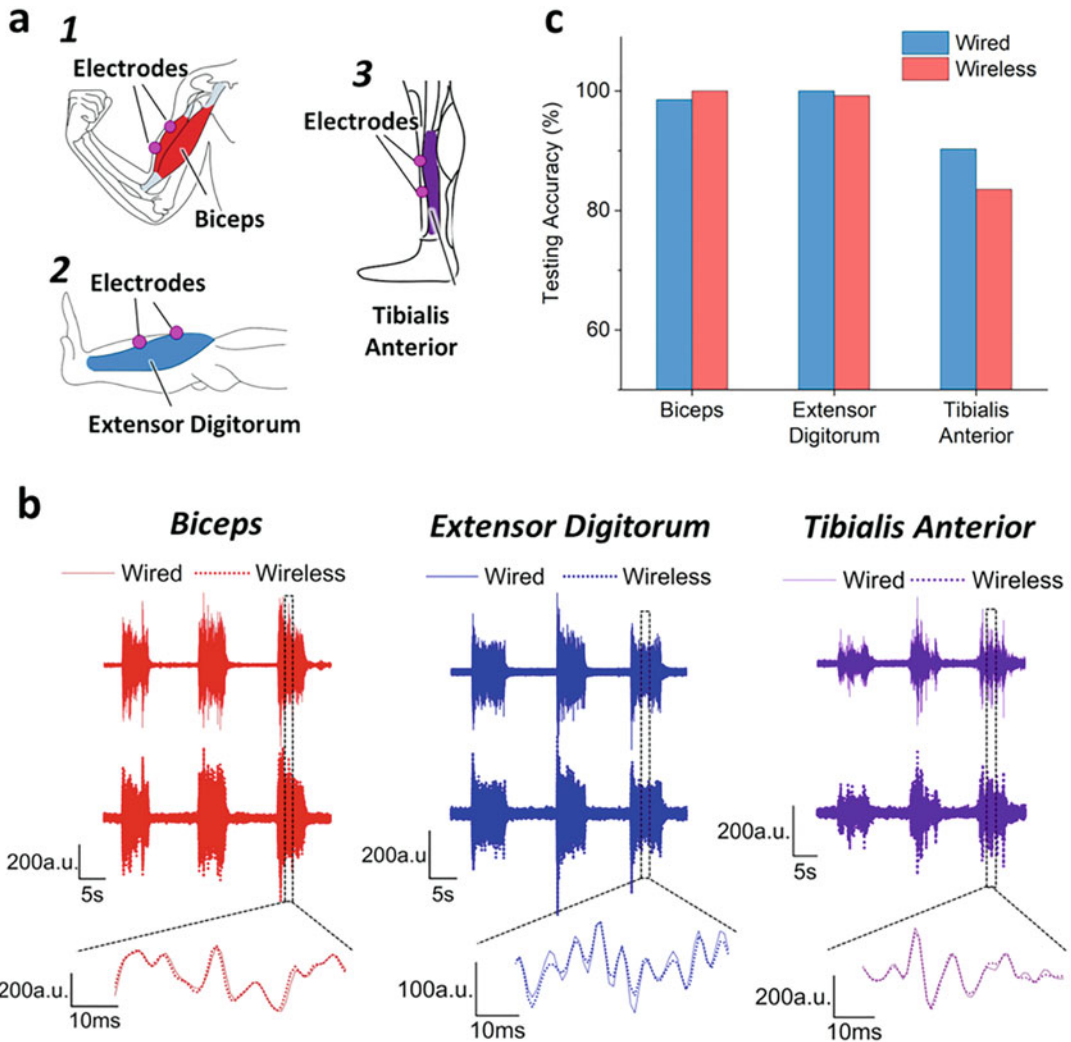 a
1
Electrodes
Biceps
2
Electrodes
Extensor Digitorum
3
Electrodes
Tibialis
Anterior
c
Wired
Wireless
Testing Accuracy (%)
100
80
60
Biceps
Extensor
Digitorum
Tibialis
Anterior
b
Biceps
Wired Wireless
200a.u.
5s
200a.u.
10ms
Extensor Digitorum
Wired Wireless
200a.u
5s
100a.u.
10ms
Tibialis Anterior
Wired Wireless
200a.u.
5s
200a.u.
10ms